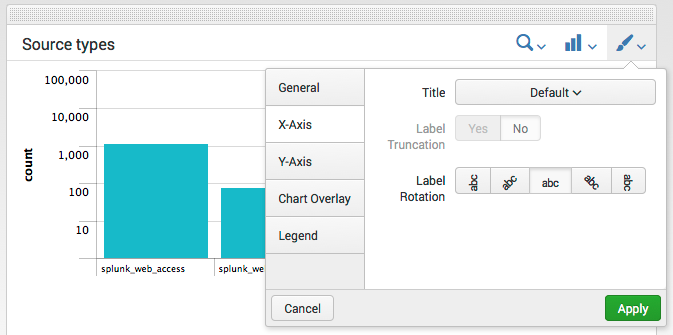 Source types
100,000
10,000
1,000
100
10
count
splunk_web_access
splunk_we
General
X-Axis
Y-Axis
Chart Overlay
Legend
Title
Default
Label
Truncation
Yes
No
Label
Rotation
abc
abc
abc
abc
abc
Cancel
Apply